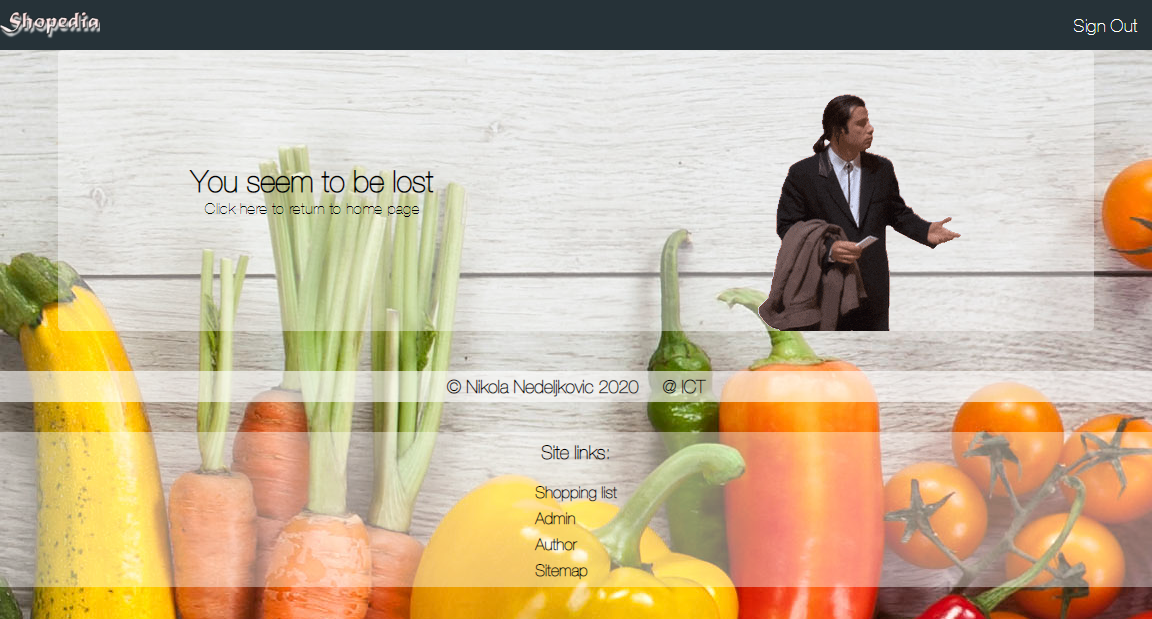 Shopedia
Sign Out
You seem to be lost
Click here to return to home page
© Nikola Nedeljkovic 2020 @ ICT
Site links:
Shopping list
Admin
Author
Sitemap